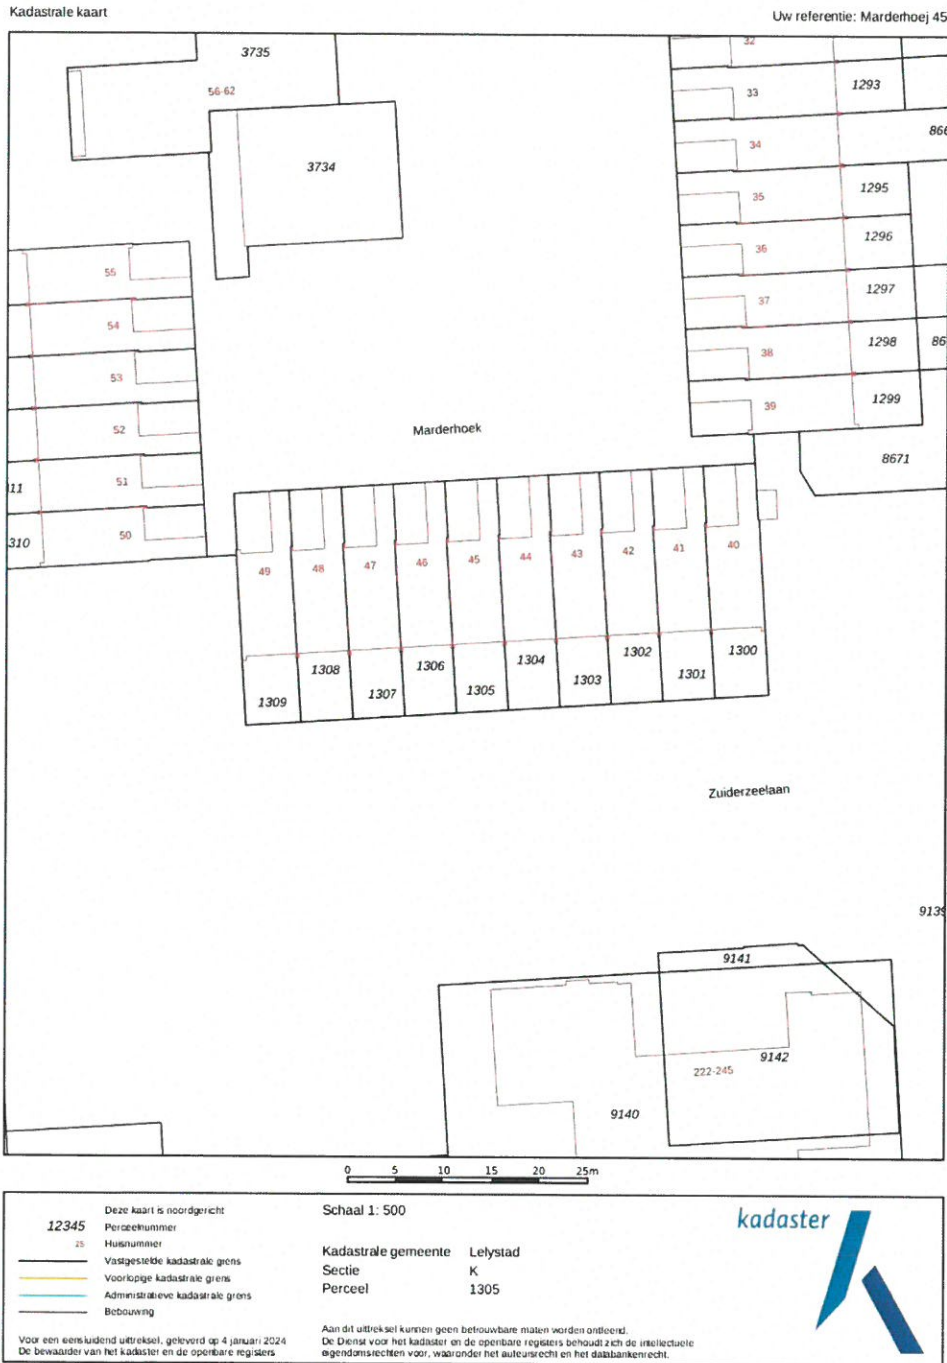 Kadastrale kaart
Uw referentie: Marderhoej 45
3735
56-62
3734
32
33
1293
34
866
35
1295
36
1296
37
1297
38
1298
86
39
1299
8671
55
54
53
52
51
311
50
310
Marderhoek
49
48
47
46
45
44
43
42
41
40
1309
1308
1307
1306
1305
1304
1303
1302
1301
1300
Zuiderzeelaan
9139
9141
9142
222-245
9140
0 5 10 15 20 25m
Deze kaart is noordgericht
12345 Perceelnummer
25 Huisnummer
Vastgestelde kadastrale grens
Voorlopige kadastrale grens
Administratieve kadastrale grens
Bebouwing
Voor een eensluidend uittreksel, geleverd op 4 januari 2024
De bewaarder van het kadaster en de openbare registers
Schaal 1: 500
Kadastrale gemeente Lelystad
Sectie K
Perceel 1305
Aan dit uittreksel kunnen geen betrouwbare maten worden ontleend.
De Dienst voor het kadaster en de openbare registers behoudt zich de intellectuele
eigendomsrechten voor, waaronder het auteursrecht en het databankenrecht.
kadaster